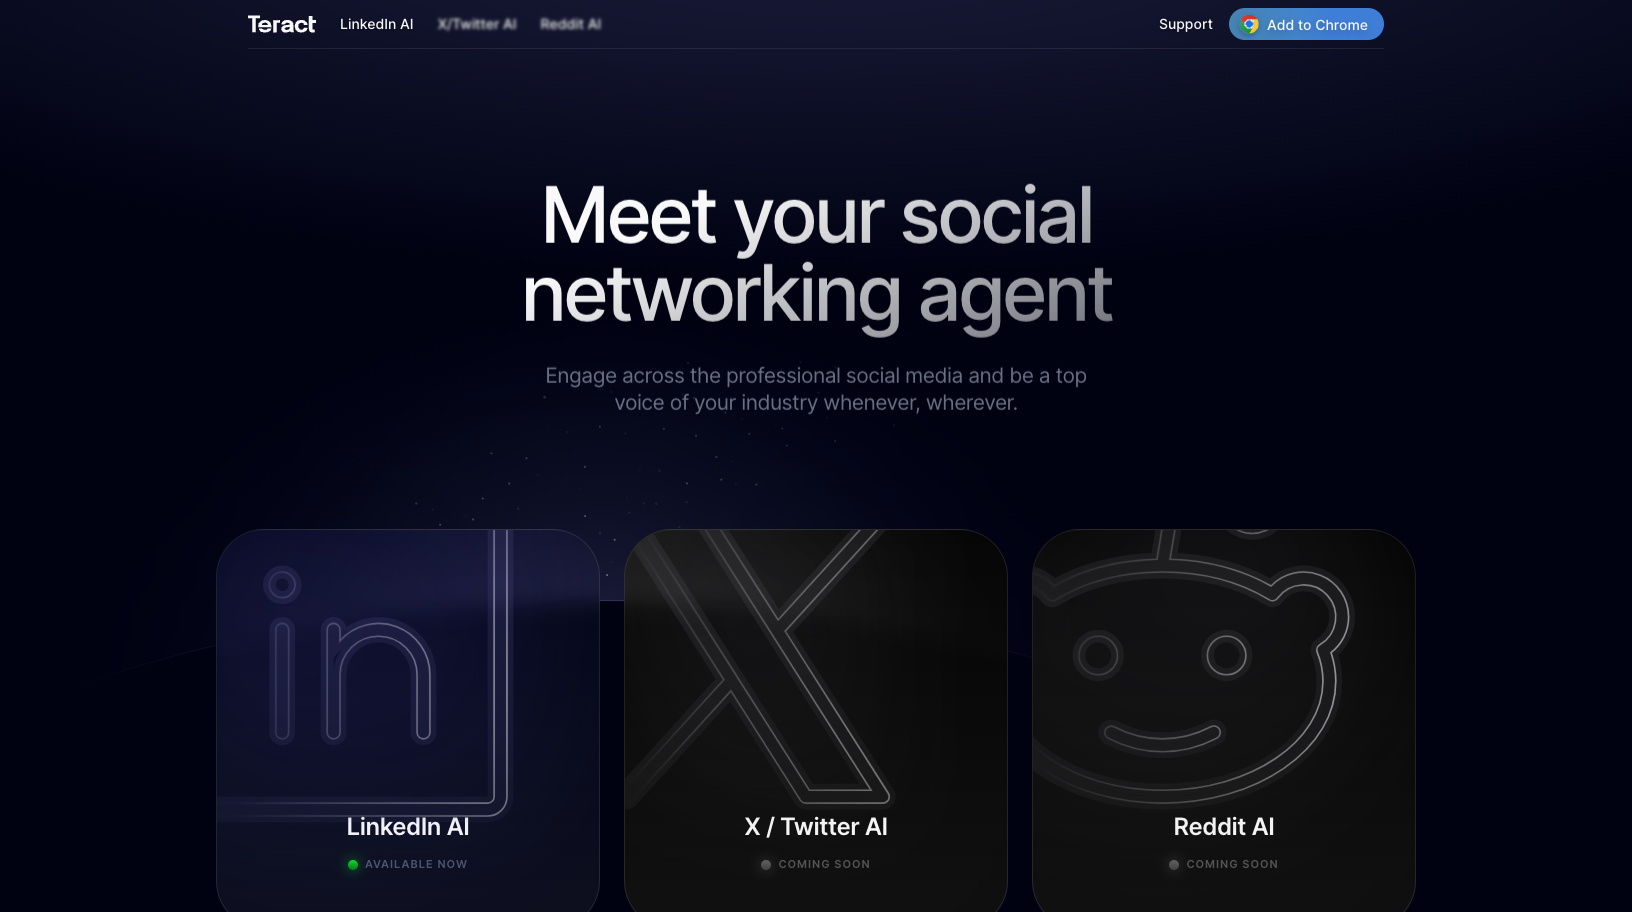 Teract
LinkedIn AI
X/Twitter AI
Reddit AI
Support
Add to Chrome
Meet your social
networking agent
Engage across the professional social media and be a top
voice of your industry whenever, wherever.
in
LinkedIn AI
AVAILABLE NOW
X / Twitter AI
COMING SOON
Reddit AI
COMING SOON